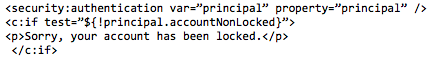 <security:authentication var=”principal” property=”principal” />
<c:if test=”${!principal.accountNonLocked}”>
<p>Sorry, your account has been locked.</p>
</c:if>